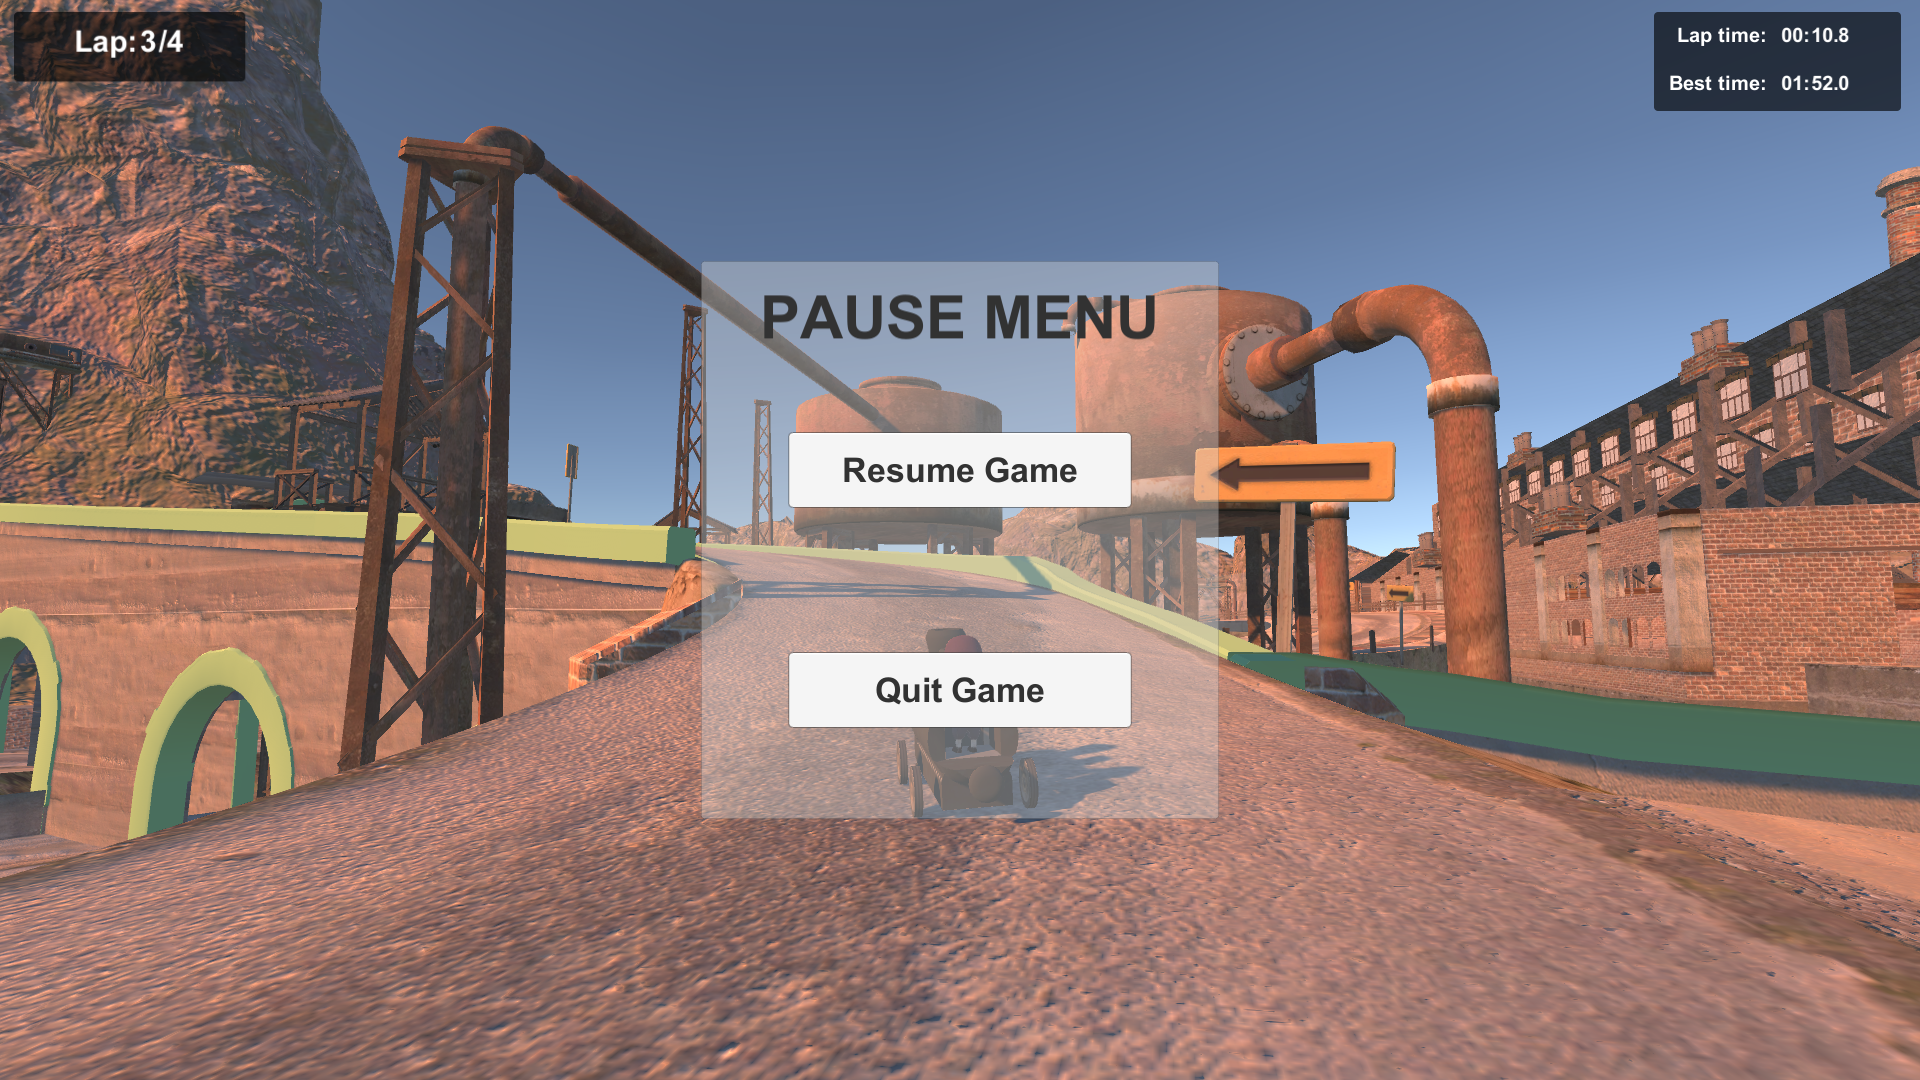 Lap: 3/4
Lap time: 00:10.8
Best time: 01:52.0
PAUSE MENU
Resume Game
Quit Game